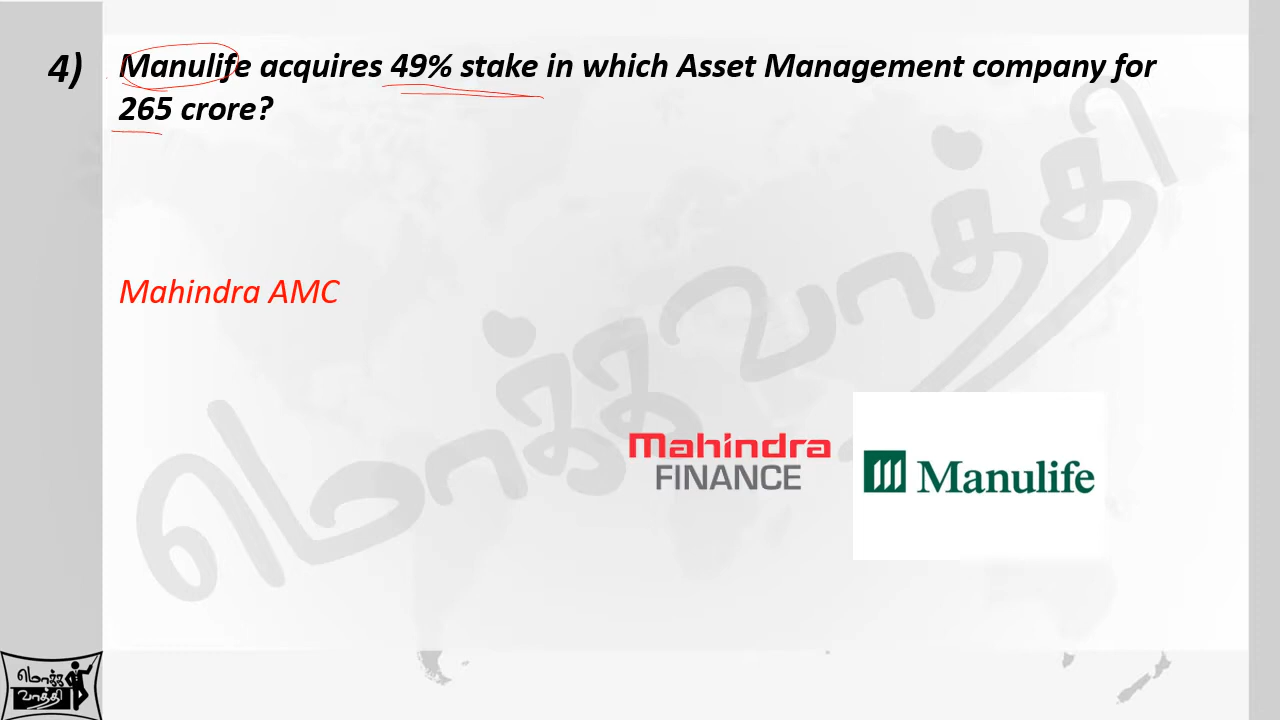 4) Manulife acquires 49% stake in which Asset Management company for
265 crore?
Mahindra AMC
மொக்க வாத்தி
Mahindra
FINANCE
Manulife
மொக்க
வாத்தி